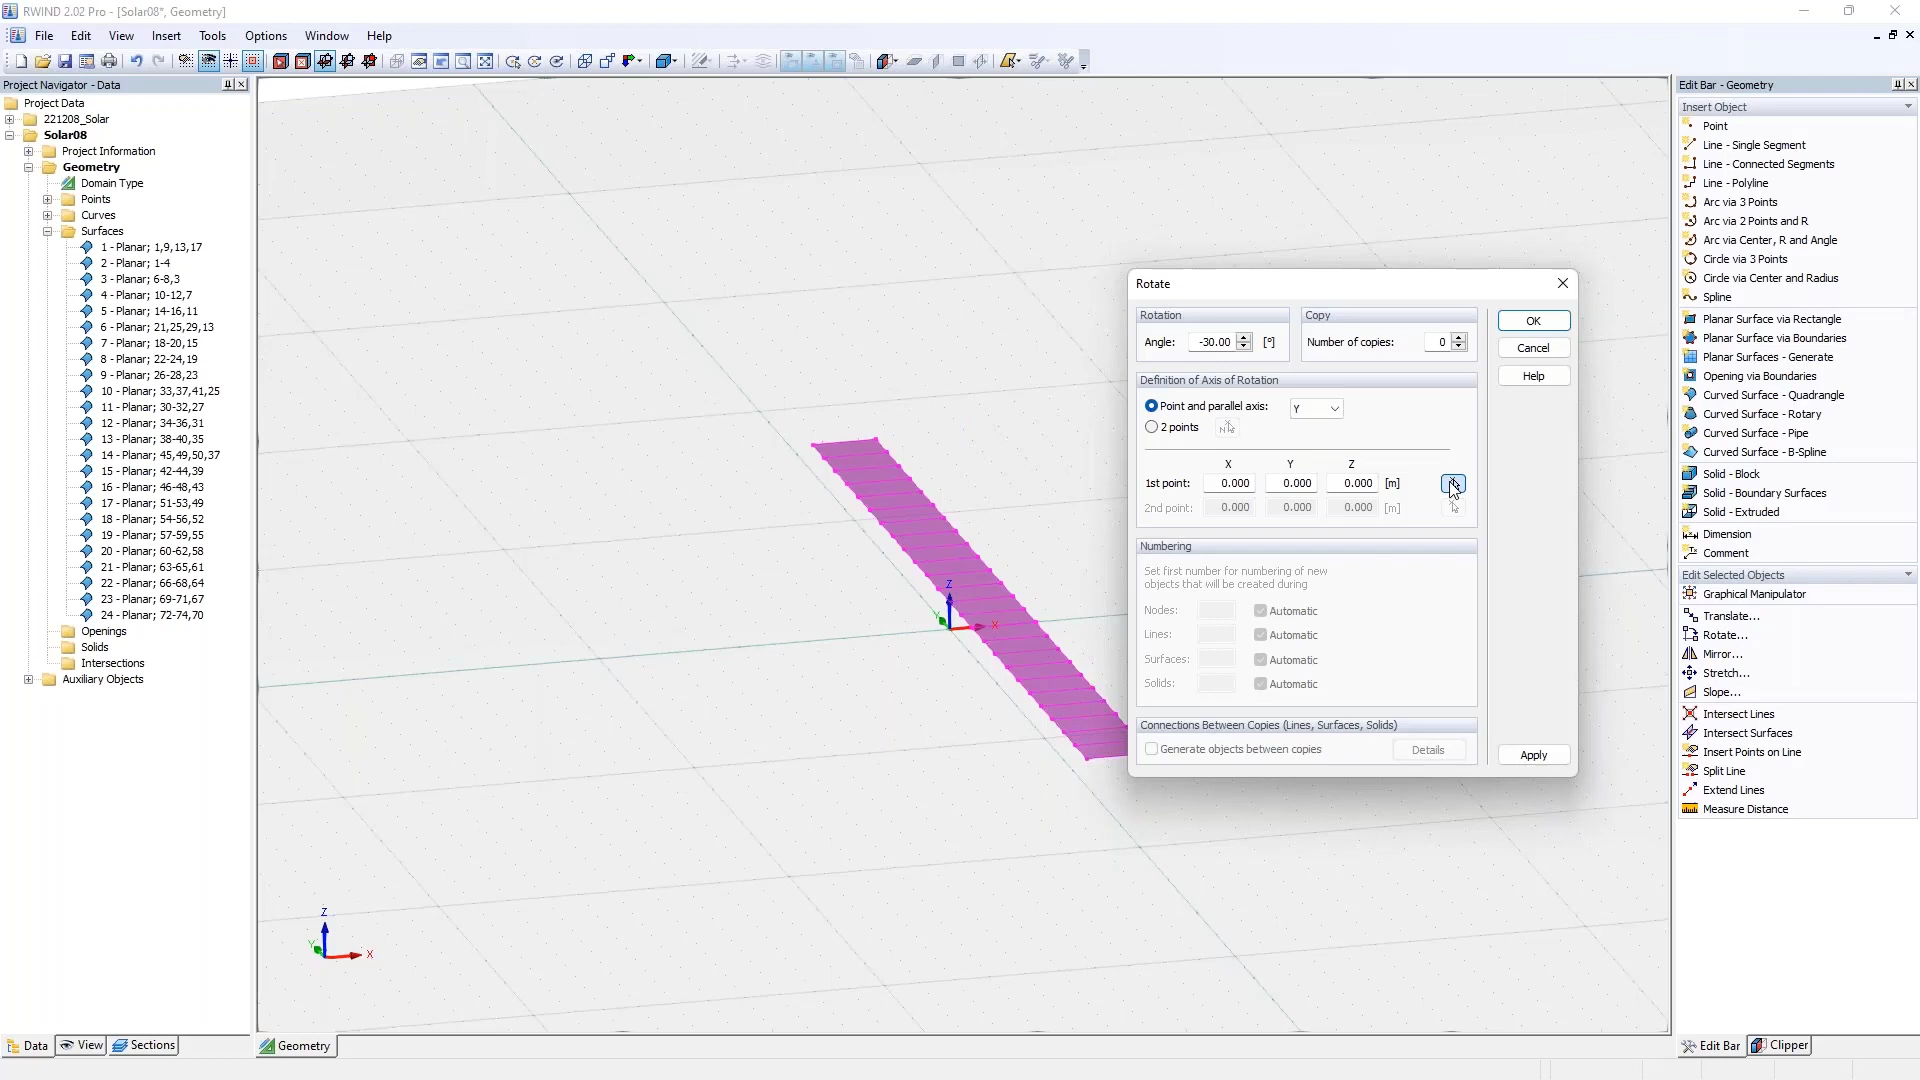 RWIND 2.02 Pro - [Solar08*, Geometry]
File Edit View Insert Tools Options Window Help
Project Navigator - Data
Project Data
221208_Solar
Solar08
Project Information
Geometry
Domain Type
Points
Curves
Surfaces
1 - Planar; 1,9,13,17
2 - Planar; 1-4
3 - Planar; 6-8,3
4 - Planar; 10-12,7
5 - Planar; 14-16,11
6 - Planar; 21,25,29,13
7 - Planar; 18-20,15
8 - Planar; 22-24,19
9 - Planar; 26-28,23
10 - Planar; 33,37,41,25
11 - Planar; 30-32,27
12 - Planar; 34-36,31
13 - Planar; 38-40,35
14 - Planar; 45,49,50,37
15 - Planar; 42-44,39
16 - Planar; 46-48,43
17 - Planar; 51-53,49
18 - Planar; 54-56,52
19 - Planar; 57-59,55
20 - Planar; 60-62,58
21 - Planar; 63-65,61
22 - Planar; 66-68,64
23 - Planar; 69-71,67
24 - Planar; 72-74,70
Openings
Solids
Intersections
Auxiliary Objects
Data View Sections
Z
Y
X
Z
Y
X
Geometry
Rotate
Rotation
Angle: -30.00 [°]
Copy
Number of copies: 0
Definition of Axis of Rotation
Point and parallel axis: Y
2 points
X Y Z
1st point: 0.000 0.000 0.000 [m]
2nd point: 0.000 0.000 0.000 [m]
Numbering
Set first number for numbering of new
objects that will be created during
Nodes: Automatic
Lines: Automatic
Surfaces: Automatic
Solids: Automatic
Connections Between Copies (Lines, Surfaces, Solids)
Generate objects between copies Details
OK
Cancel
Help
Apply
Edit Bar - Geometry
Insert Object
Point
Line - Single Segment
Line - Connected Segments
Line - Polyline
Arc via 3 Points
Arc via 2 Points and R
Arc via Center, R and Angle
Circle via 3 Points
Circle via Center and Radius
Spline
Planar Surface via Rectangle
Planar Surface via Boundaries
Planar Surfaces - Generate
Opening via Boundaries
Curved Surface - Quadrangle
Curved Surface - Rotary
Curved Surface - Pipe
Curved Surface - B-Spline
Solid - Block
Solid - Boundary Surfaces
Solid - Extruded
Dimension
Comment
Edit Selected Objects
Graphical Manipulator
Translate...
Rotate...
Mirror...
Stretch...
Slope...
Intersect Lines
Intersect Surfaces
Insert Points on Line
Split Line
Extend Lines
Measure Distance
Edit Bar Clipper